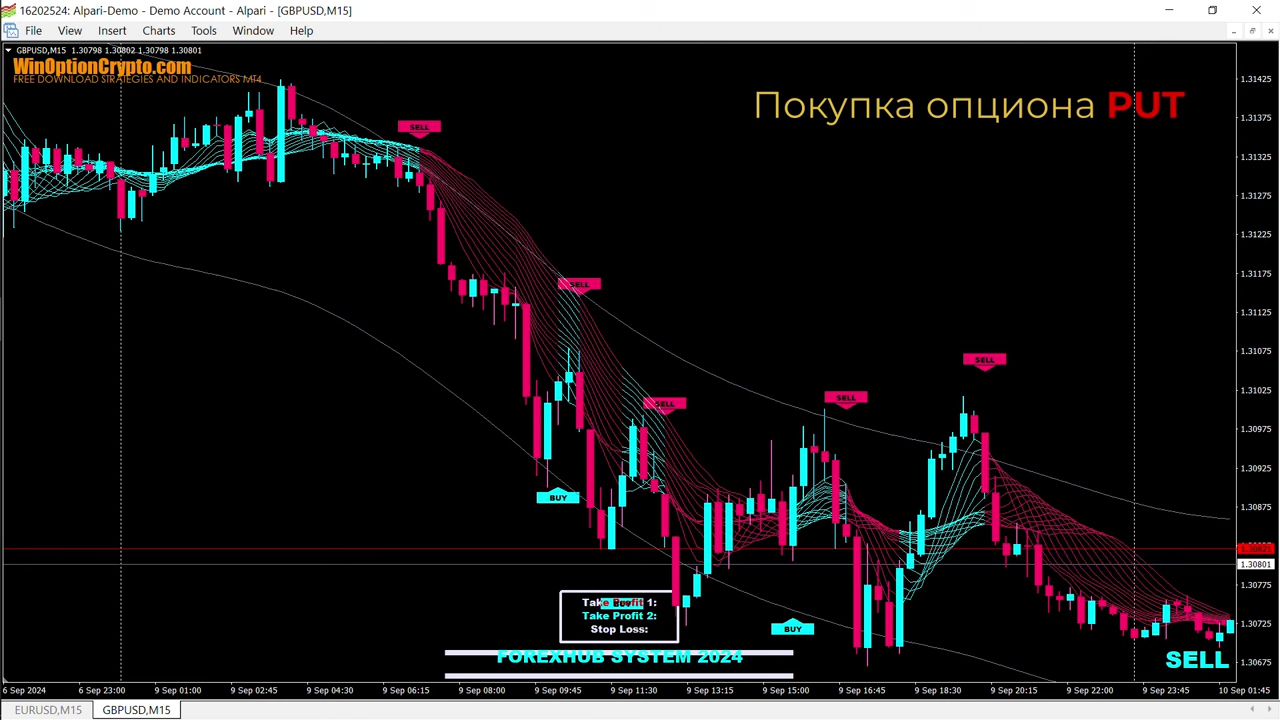 16202524: Alpari-Demo - Demo Account - Alpari - [GBPUSD,M15]
File View Insert Charts Tools Window Help
GBPUSD,M15 1.30798 1.30802 1.30798 1.30801
WinOptionCrypto.com
FREE DOWNLOAD STRATEGIES AND INDICATORS MT4
Покупка опциона PUT
1.31425
1.31375
1.31325
1.31275
1.31225
1.31175
1.31125
1.31075
1.31025
1.30975
1.30925
1.30875
1.30801
1.30775
1.30725
1.30675
SELL
SELL
SELL
SELL
SELL
BUY
BUY
BUY
Take Profit 1:
Take Profit 2:
Stop Loss:
FOREXHUB SYSTEM 2024
SELL
6 Sep 2024 6 Sep 23:00 9 Sep 01:00 9 Sep 02:45 9 Sep 04:30 9 Sep 06:15 9 Sep 08:00 9 Sep 09:45 9 Sep 11:30 9 Sep 13:15 9 Sep 15:00 9 Sep 16:45 9 Sep 18:30 9 Sep 20:15 9 Sep 22:00 9 Sep 23:45 10 Sep 01:45
EURUSD,M15 GBPUSD,M15